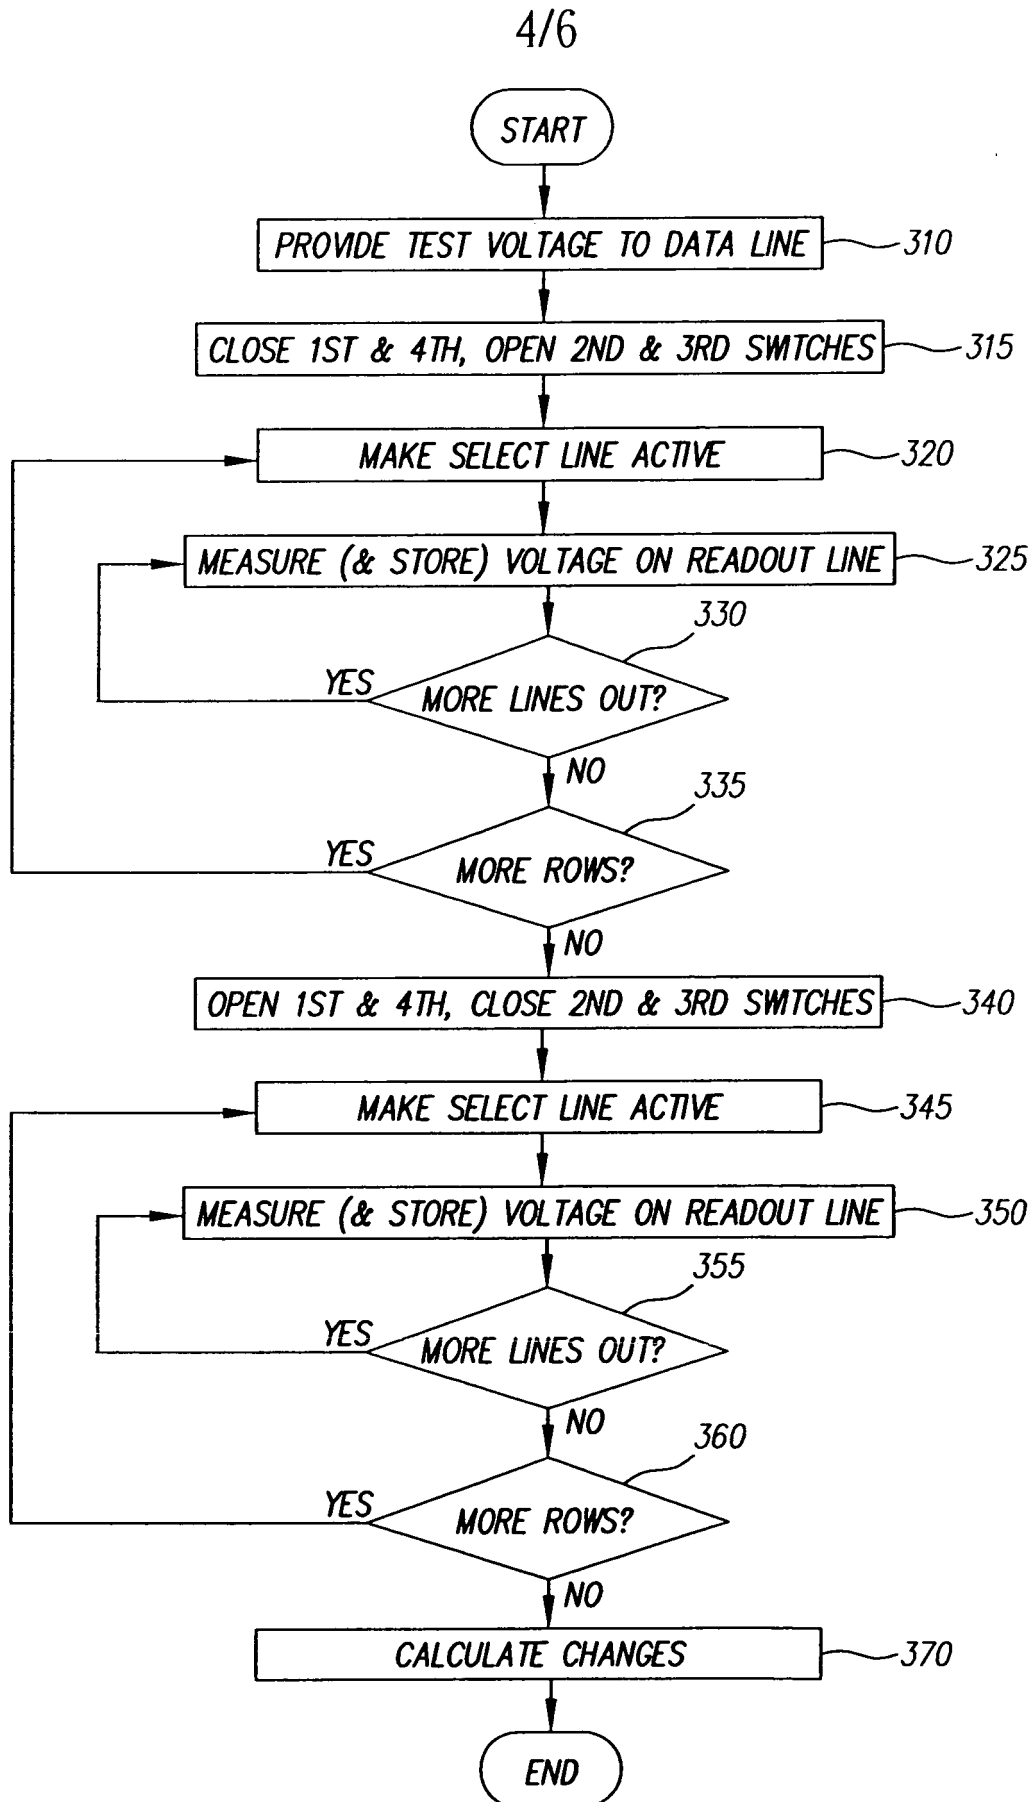 4/6
START
PROVIDE TEST VOLTAGE TO DATA LINE
310
CLOSE 1ST & 4TH, OPEN 2ND & 3RD SWITCHES
315
MAKE SELECT LINE ACTIVE
320
MEASURE (& STORE) VOLTAGE ON READOUT LINE
325
330
YES
MORE LINES OUT?
NO
335
YES
MORE ROWS?
NO
OPEN 1ST & 4TH, CLOSE 2ND & 3RD SWITCHES
340
MAKE SELECT LINE ACTIVE
345
MEASURE (& STORE) VOLTAGE ON READOUT LINE
350
355
YES
MORE LINES OUT?
NO
360
YES
MORE ROWS?
NO
CALCULATE CHANGES
370
END